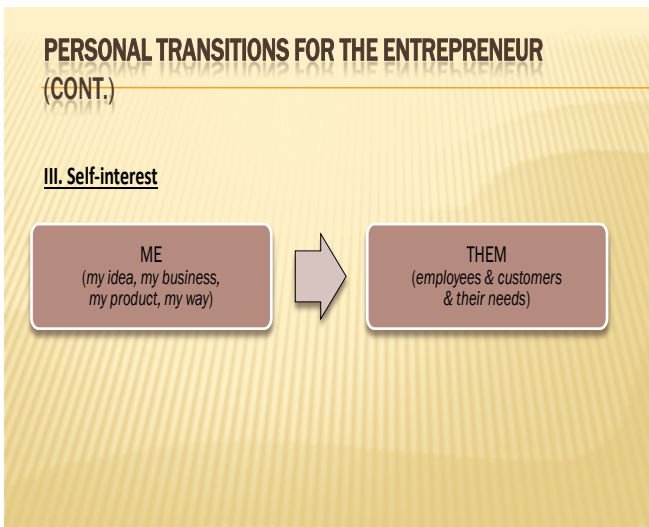 PERSONAL TRANSITIONS FOR THE ENTREPRENEUR
(CONT.)
III. Self-interest
ME
(my idea, my business,
my product, my way)
THEM
(employees & customers
& their needs)